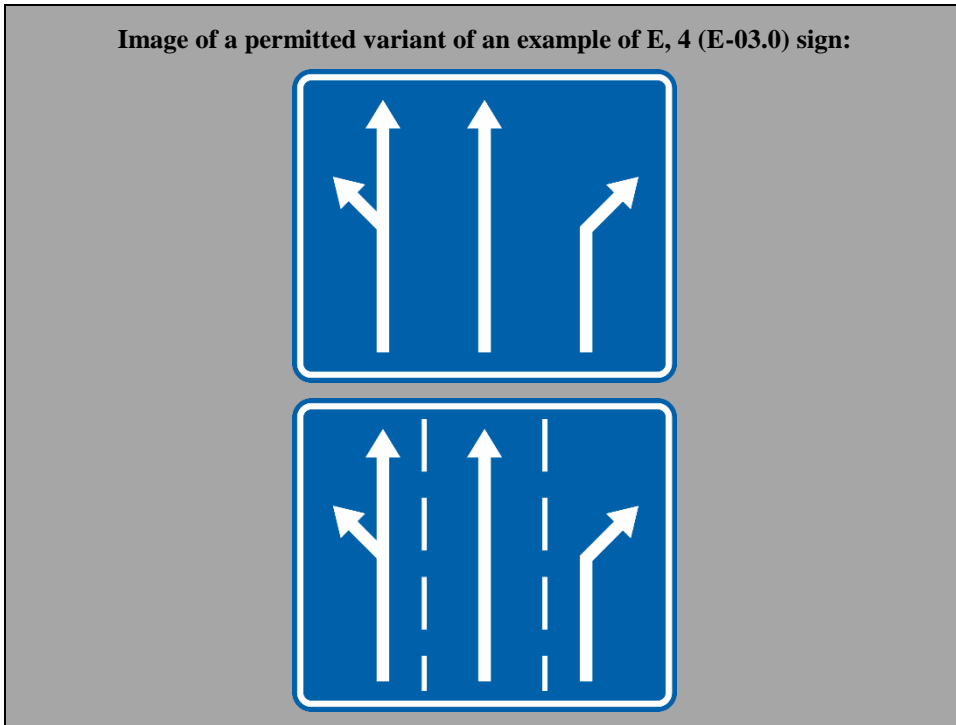 Image of a permitted variant of an example of E, 4 (E-03.0) sign: